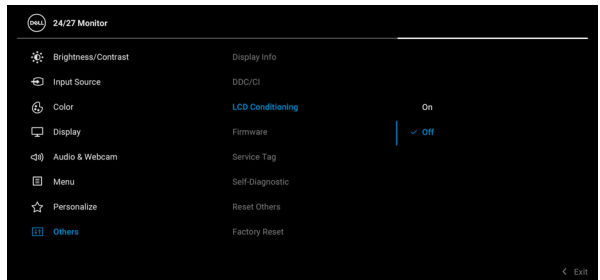 DELL 24/27 Monitor
Brightness/Contrast Display Info
Input Source DDC/CI
Color LCD Conditioning On
Display Firmware Off
Audio & Webcam Service Tag
Menu Self-Diagnostic
Personalize Reset Others
Others Factory Reset
Exit